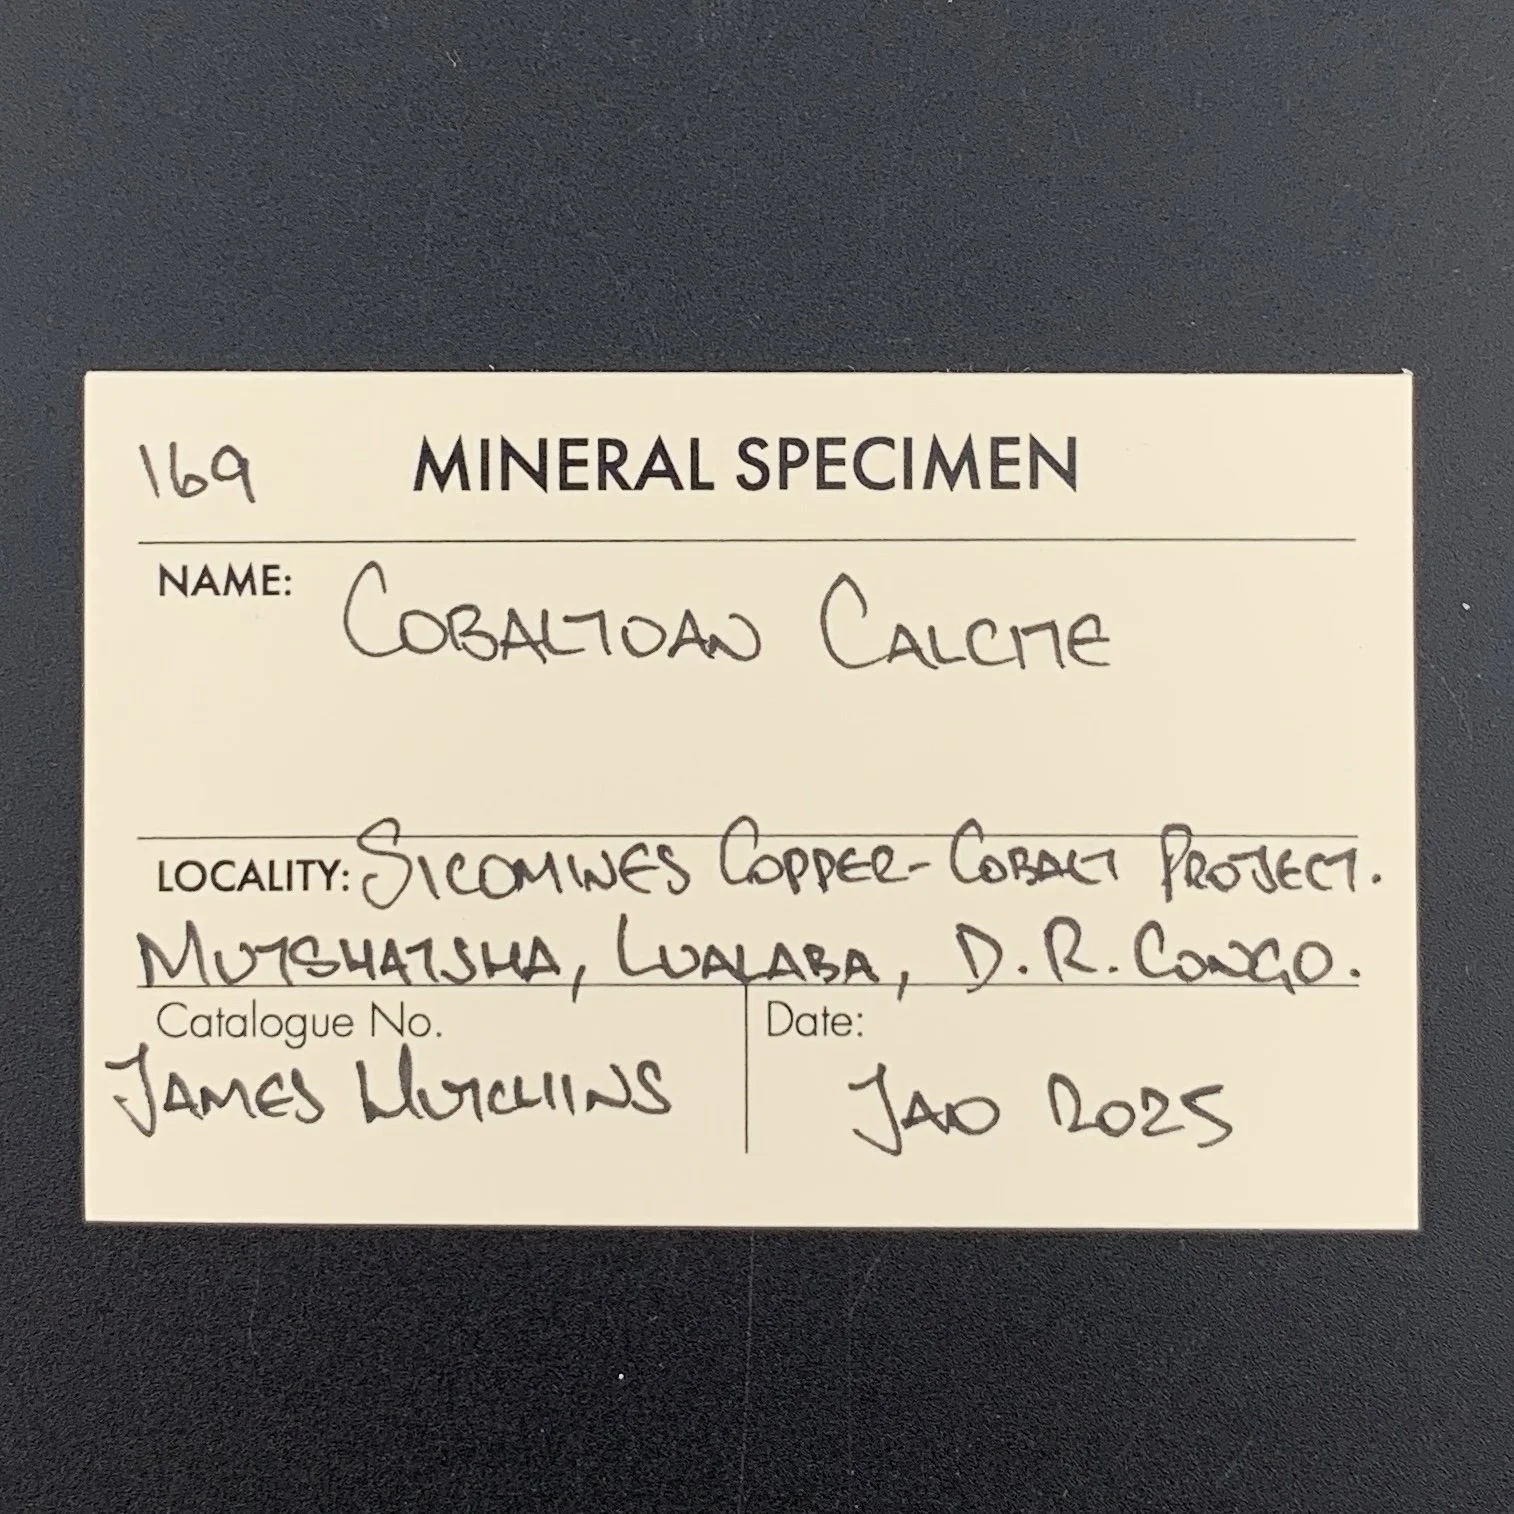 169 MINERAL SPECIMEN
NAME: COBALTOAN CALCITE
LOCALITY: SICOMINES COPPER-COBALT PROJECT.
MUTSHATSHA, LUALABA, D.R. CONGO.
Catalogue No. Date:
JAMES HUTCHINS JAN 2025